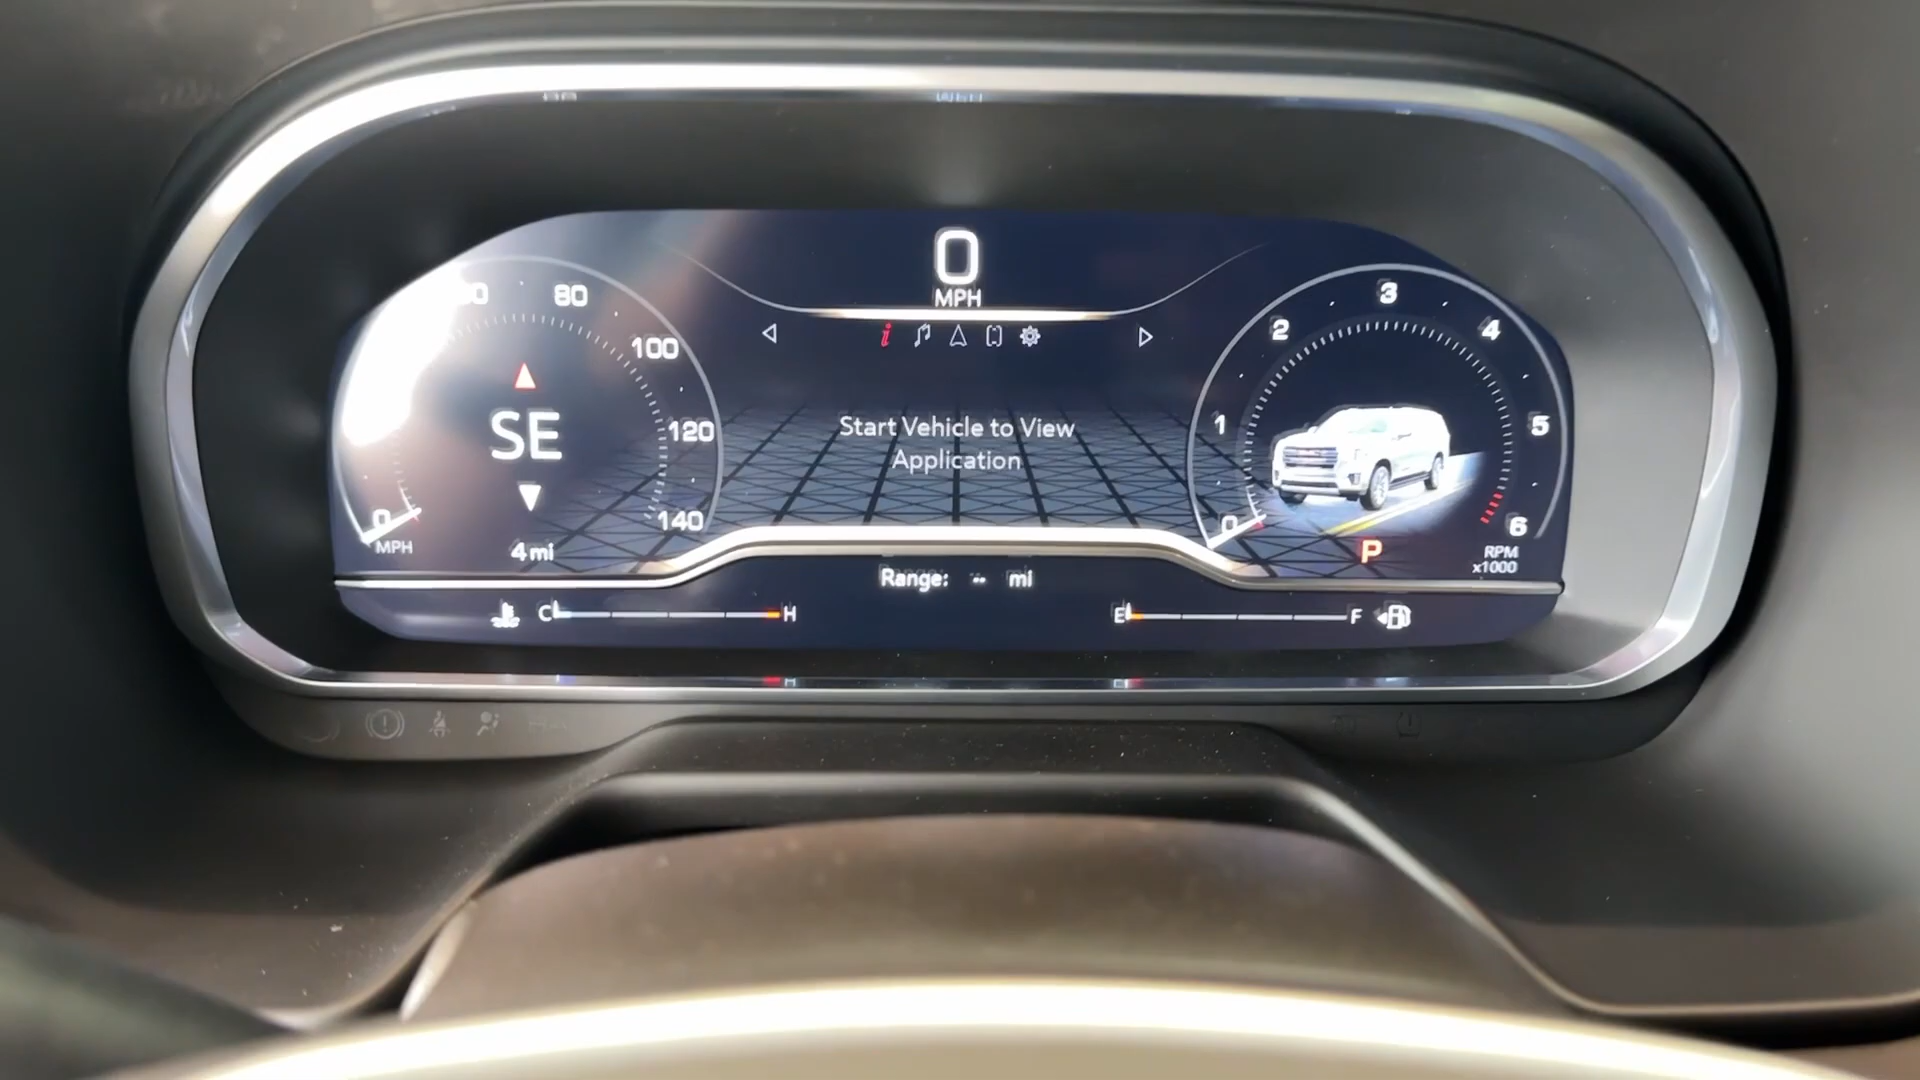 0
MPH
80
100
120
140
0
MPH
SE
4 mi
i
Start Vehicle to View
Application
0
1
2
3
4
5
6
RPM
x1000
P
Range: -- mi
C H
E F